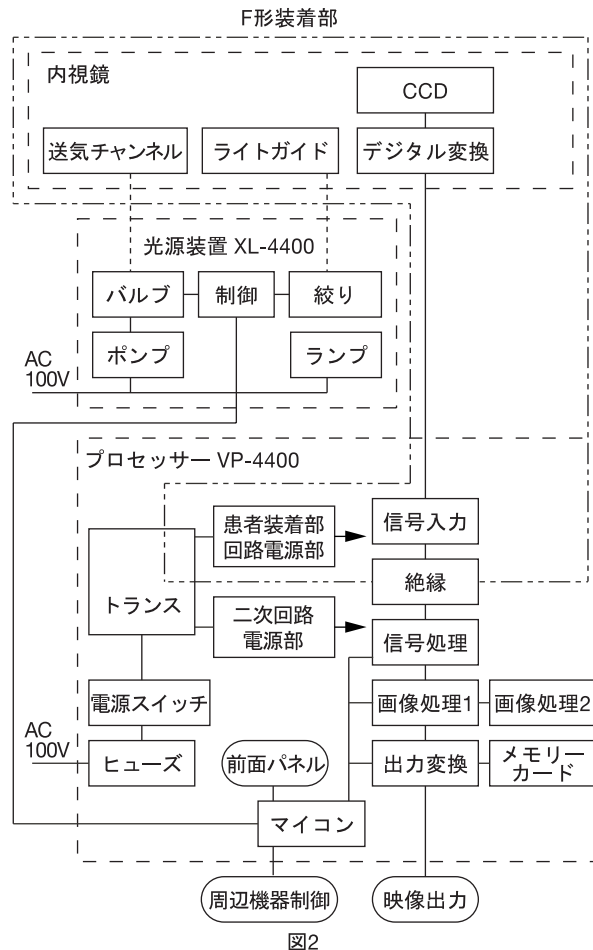 F形装着部
内視鏡
CCD
送気チャンネル
ライトガイド
デジタル変換
光源装置 XL-4400
バルブ
制御
絞り
ポンプ
ランプ
AC
100V
プロセッサー VP-4400
患者装着部
回路電源部
信号入力
絶縁
トランス
二次回路
電源部
信号処理
電源スイッチ
画像処理1
画像処理2
AC
100V
ヒューズ
前面パネル
出力変換
メモリー
カード
マイコン
周辺機器制御
映像出力
図2